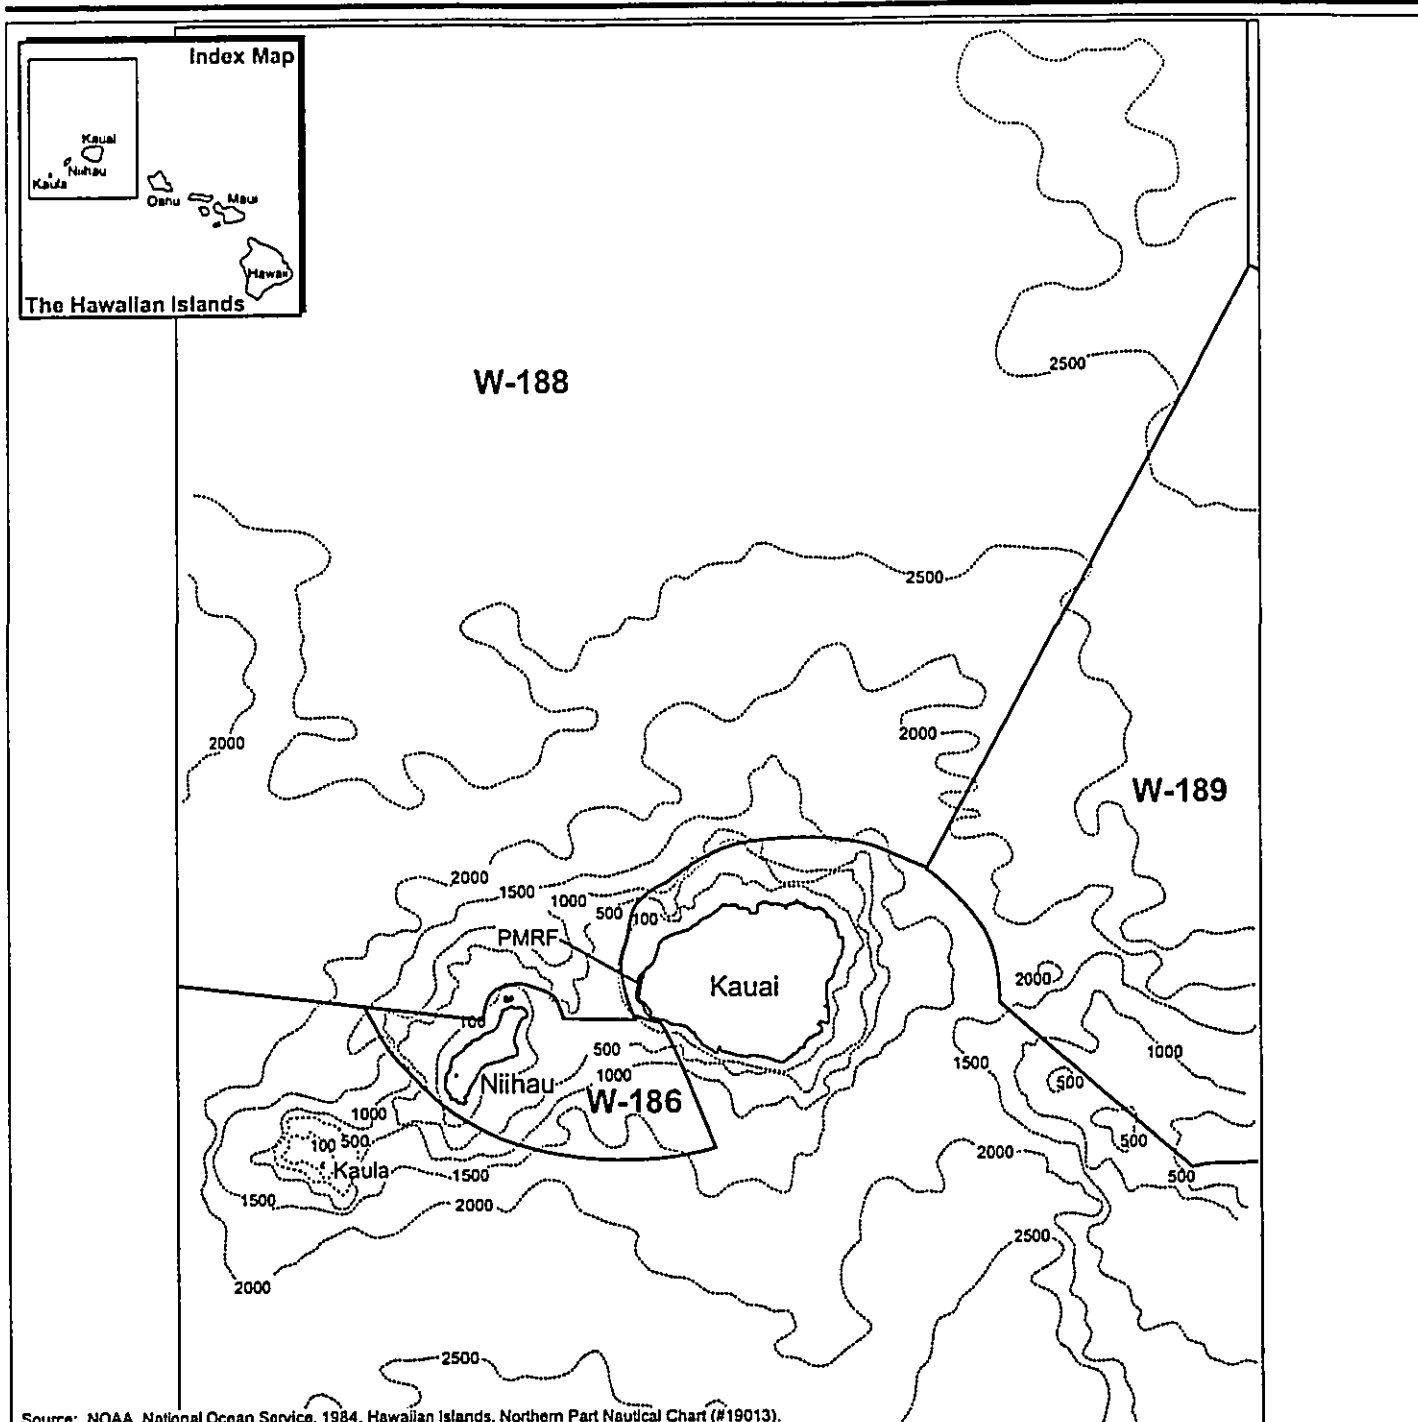 Index Map
Kauai
Niihau
Kaula
Oahu
Maui
Hawaii
The Hawaiian Islands
2500
W-188
2500
2000
2000
W-189
2000
1500
1000
500
100
PMRF
Kauai
2000
100
500
1000
1500
1000
500
Niihau
W-186
1000
100
500
500
2000
Kaula
1500
500
1500
2000
2500
2000
2500
Source: NOAA, National Ocean Service, 1984, Hawaiian Islands, Northern Part Nautical Chart (#19013).